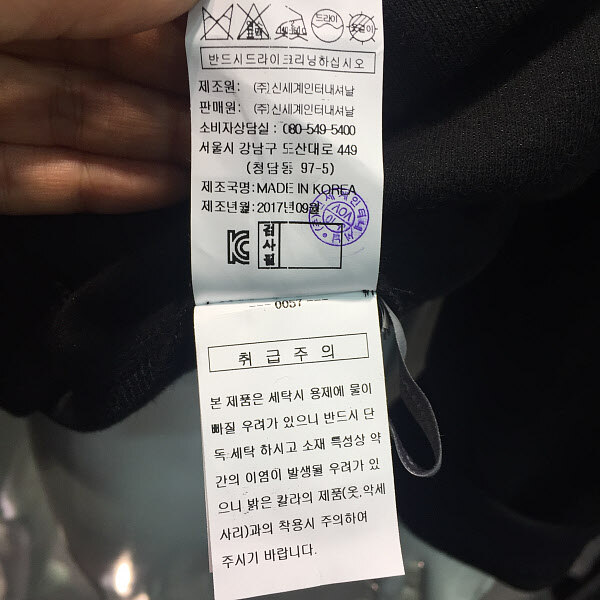 드라이
옷걸이
반드시드라이크리닝하십시오
제조원: (주)신세계인터내셔날
판매원: (주)신세계인터내셔날
소비자상담실 : 080-549-5400
서울시 강남구 도산대로 449
(청담동 97-5)
제조국명:MADE IN KOREA
제조년월:2017년09월
검사필
--- 0057 ---
취 급 주 의
본 제품은 세탁시 용제에 물이
빠질 우려가 있으니 반드시 단
독 세탁 하시고 소재 특성상 약
간의 이염이 발생될 우려가 있
으니 밝은 칼라의 제품(옷,악세
사리)과의 착용시 주의하여
주시기 바랍니다.